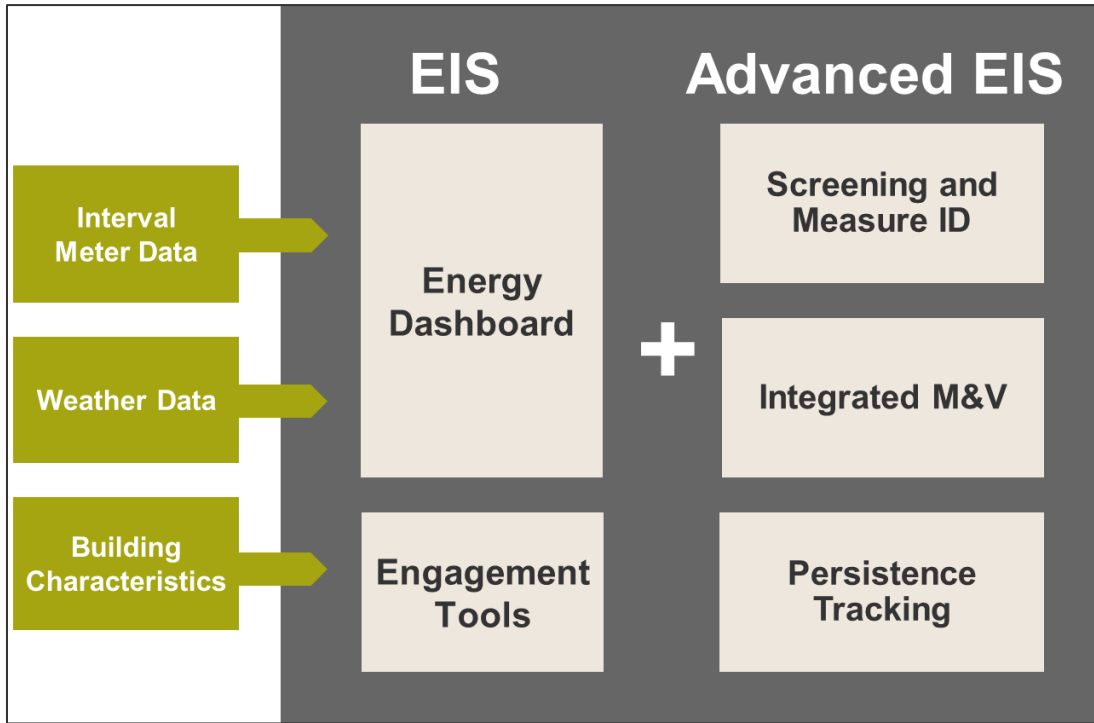 EIS
Advanced EIS
Interval
Meter Data
Weather Data
Building
Characteristics
Energy
Dashboard
Engagement
Tools
+
Screening and
Measure ID
Integrated M&V
Persistence
Tracking